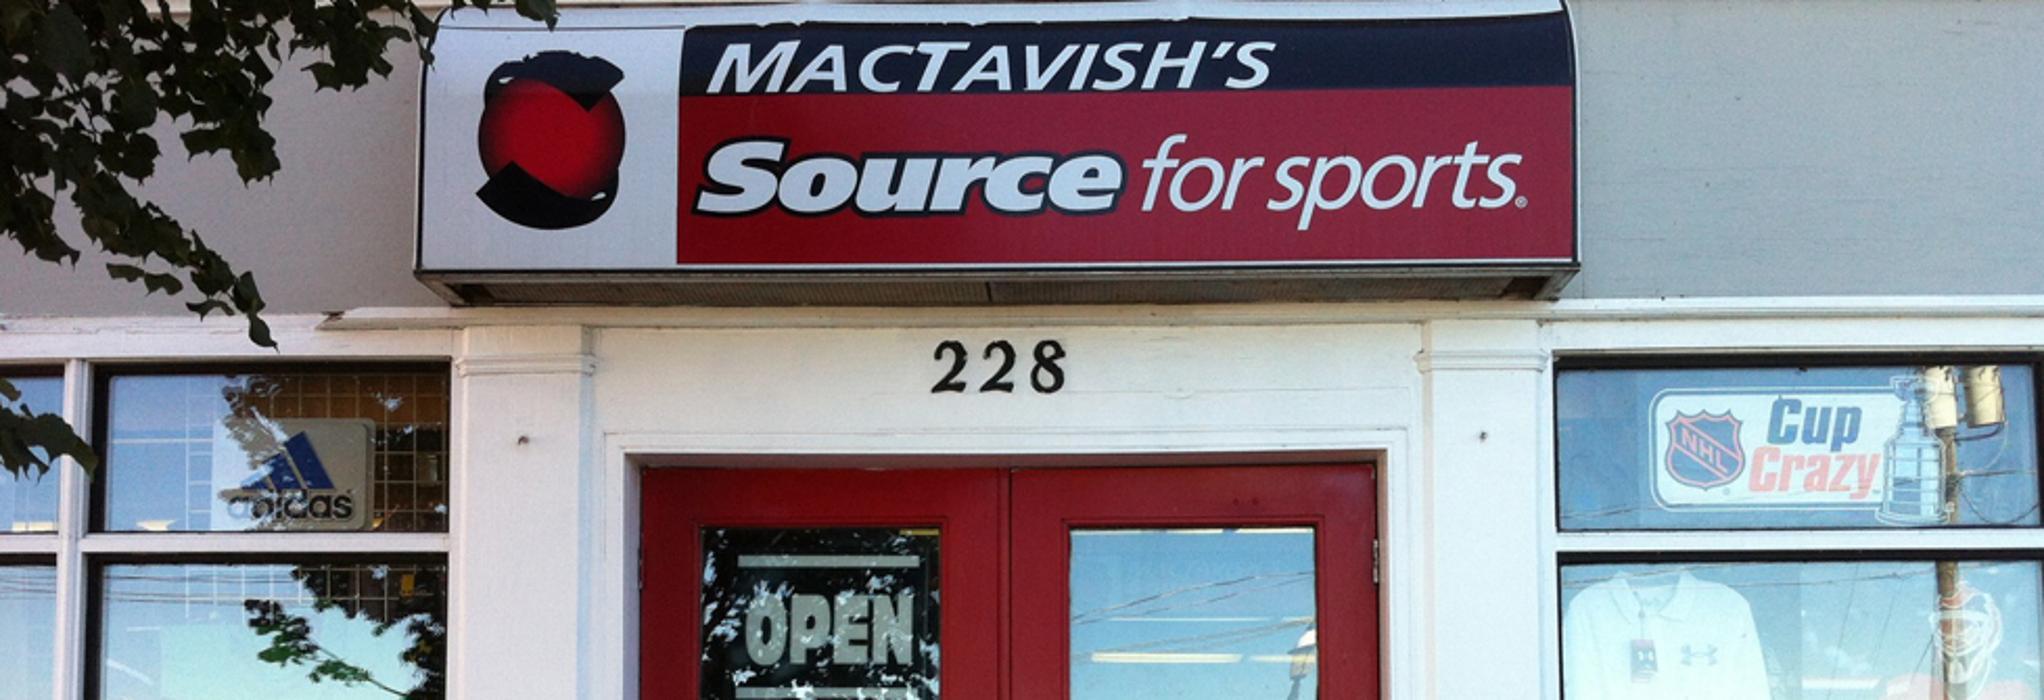 MACTAVISH'S
Source for sports®
228
adidas
NHL
Cup
Crazy
OPEN